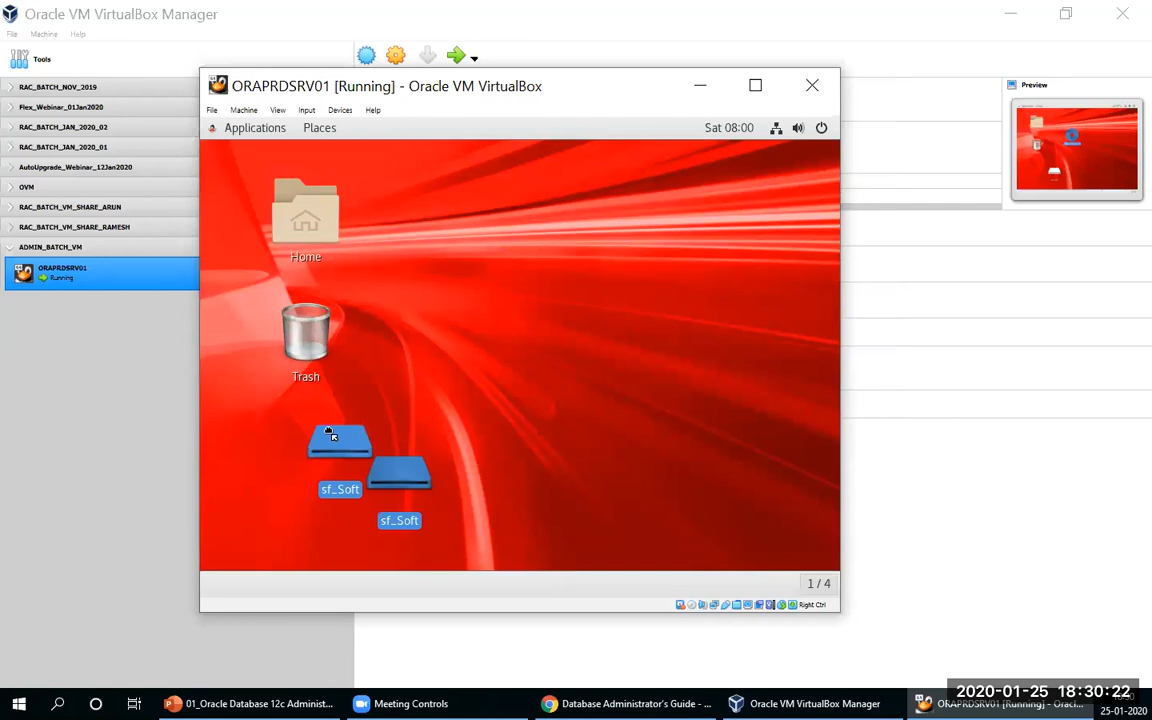 Oracle VM VirtualBox Manager
File Machine Help
Tools
RAC_BATCH_NOV_2019
Flex_Webinar_01Jan2020
RAC_BATCH_JAN_2020_02
RAC_BATCH_JAN_2020_01
AutoUpgrade_Webinar_12Jan2020
OVM
RAC_BATCH_VM_SHARE_ARUN
RAC_BATCH_VM_SHARE_RAMESH
ADMIN_BATCH_VM
ORAPRDSRV01
Running
Preview
ORAPRDSRV01 [Running] - Oracle VM VirtualBox
File Machine View Input Devices Help
Applications Places Sat 08:00
Home
Trash
sf_Soft
sf_Soft
1 / 4
Right Ctrl
2020-01-25 18:30:22
01_Oracle Database 12c Administ... Meeting Controls Database Administrator's Guide - ... Oracle VM VirtualBox Manager ORAPRDSRV01 [Running] - Oracl...
25-01-2020